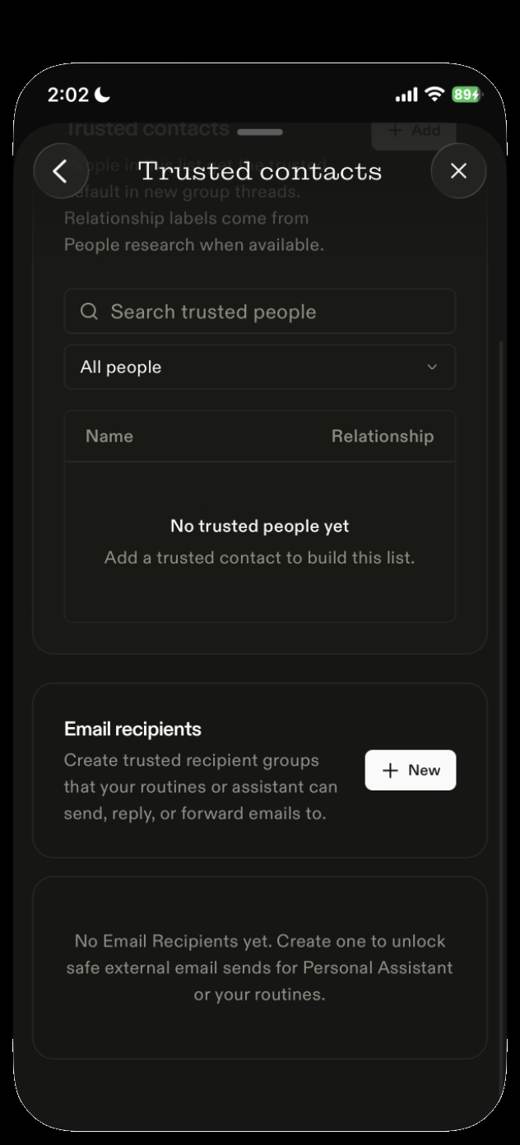 2:02
89
Trusted contacts
+ Add
Trusted contacts
default in new group threads.
Relationship labels come from
People research when available.
Search trusted people
All people
Name Relationship
No trusted people yet
Add a trusted contact to build this list.
Email recipients
Create trusted recipient groups
that your routines or assistant can
send, reply, or forward emails to.
+ New
No Email Recipients yet. Create one to unlock
safe external email sends for Personal Assistant
or your routines.